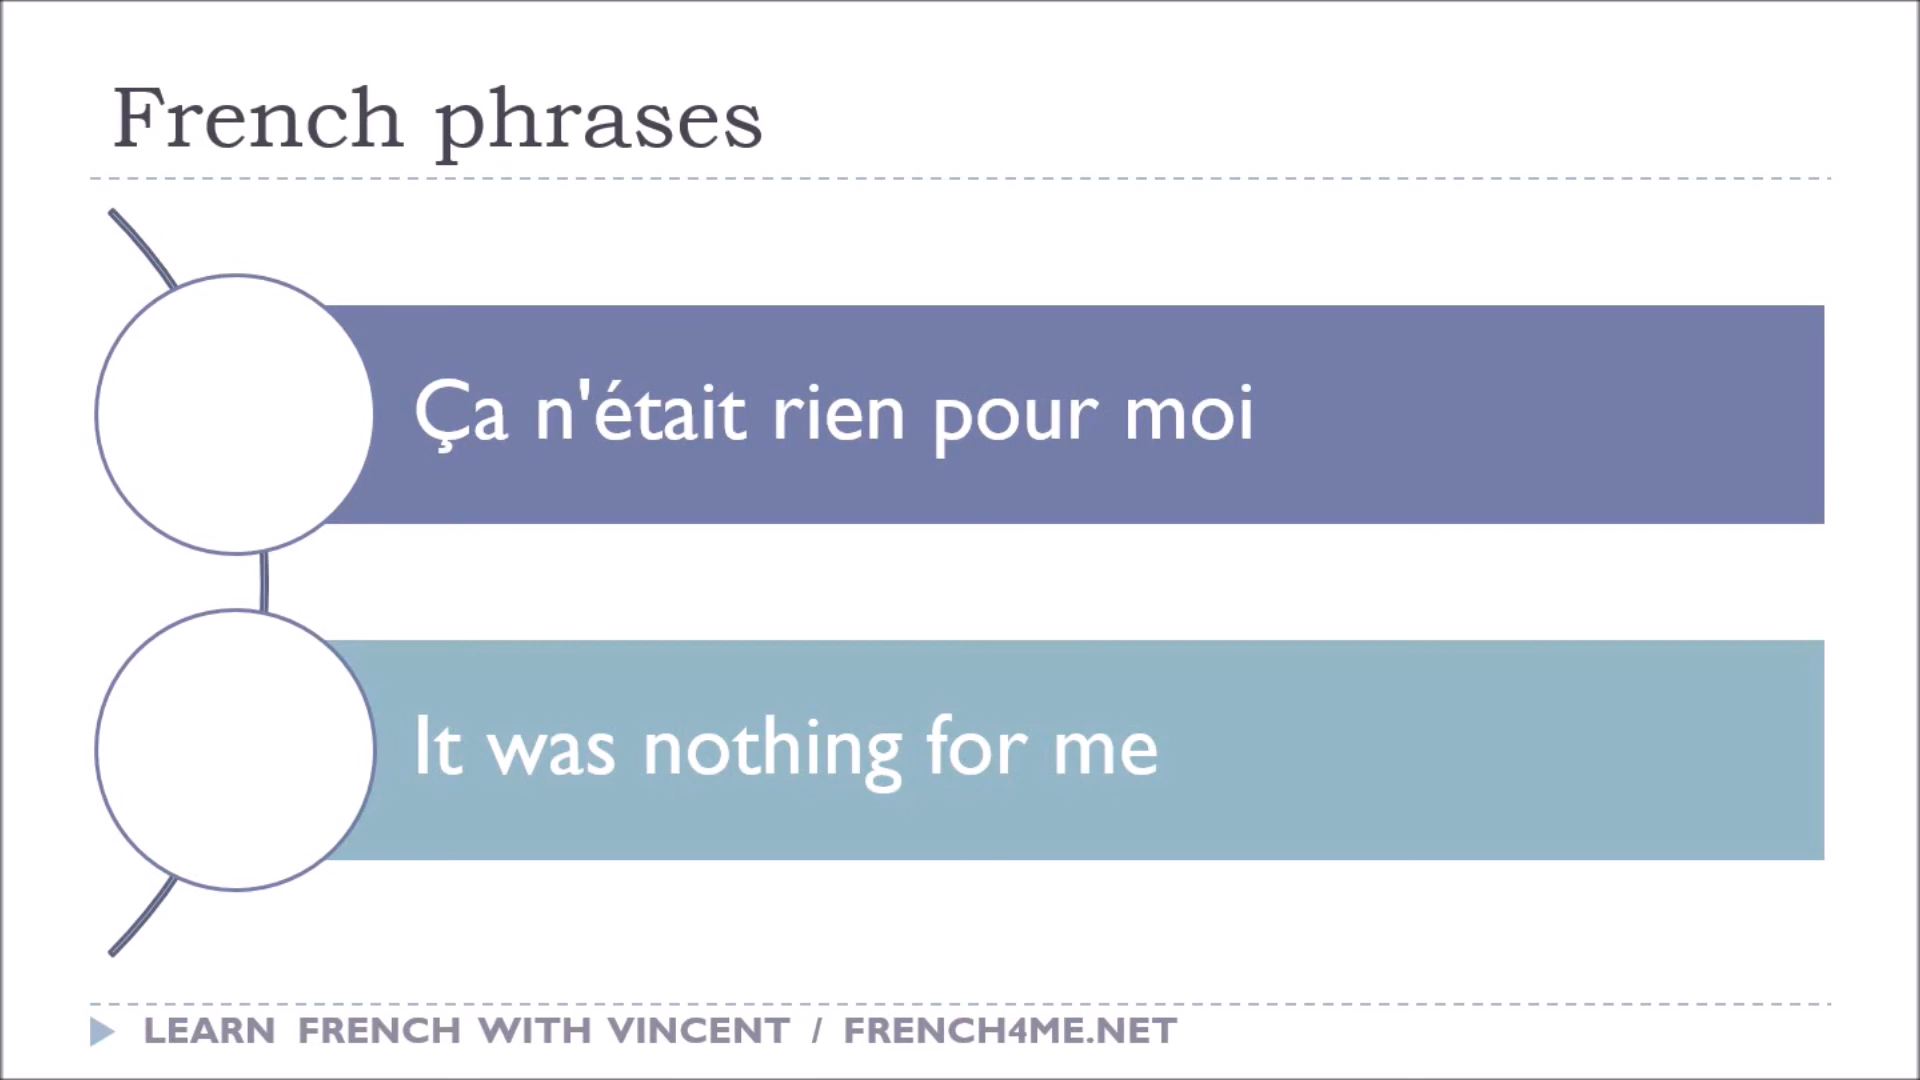 French phrases
Ça n'était rien pour moi
It was nothing for me
LEARN FRENCH WITH VINCENT / FRENCH4ME.NET